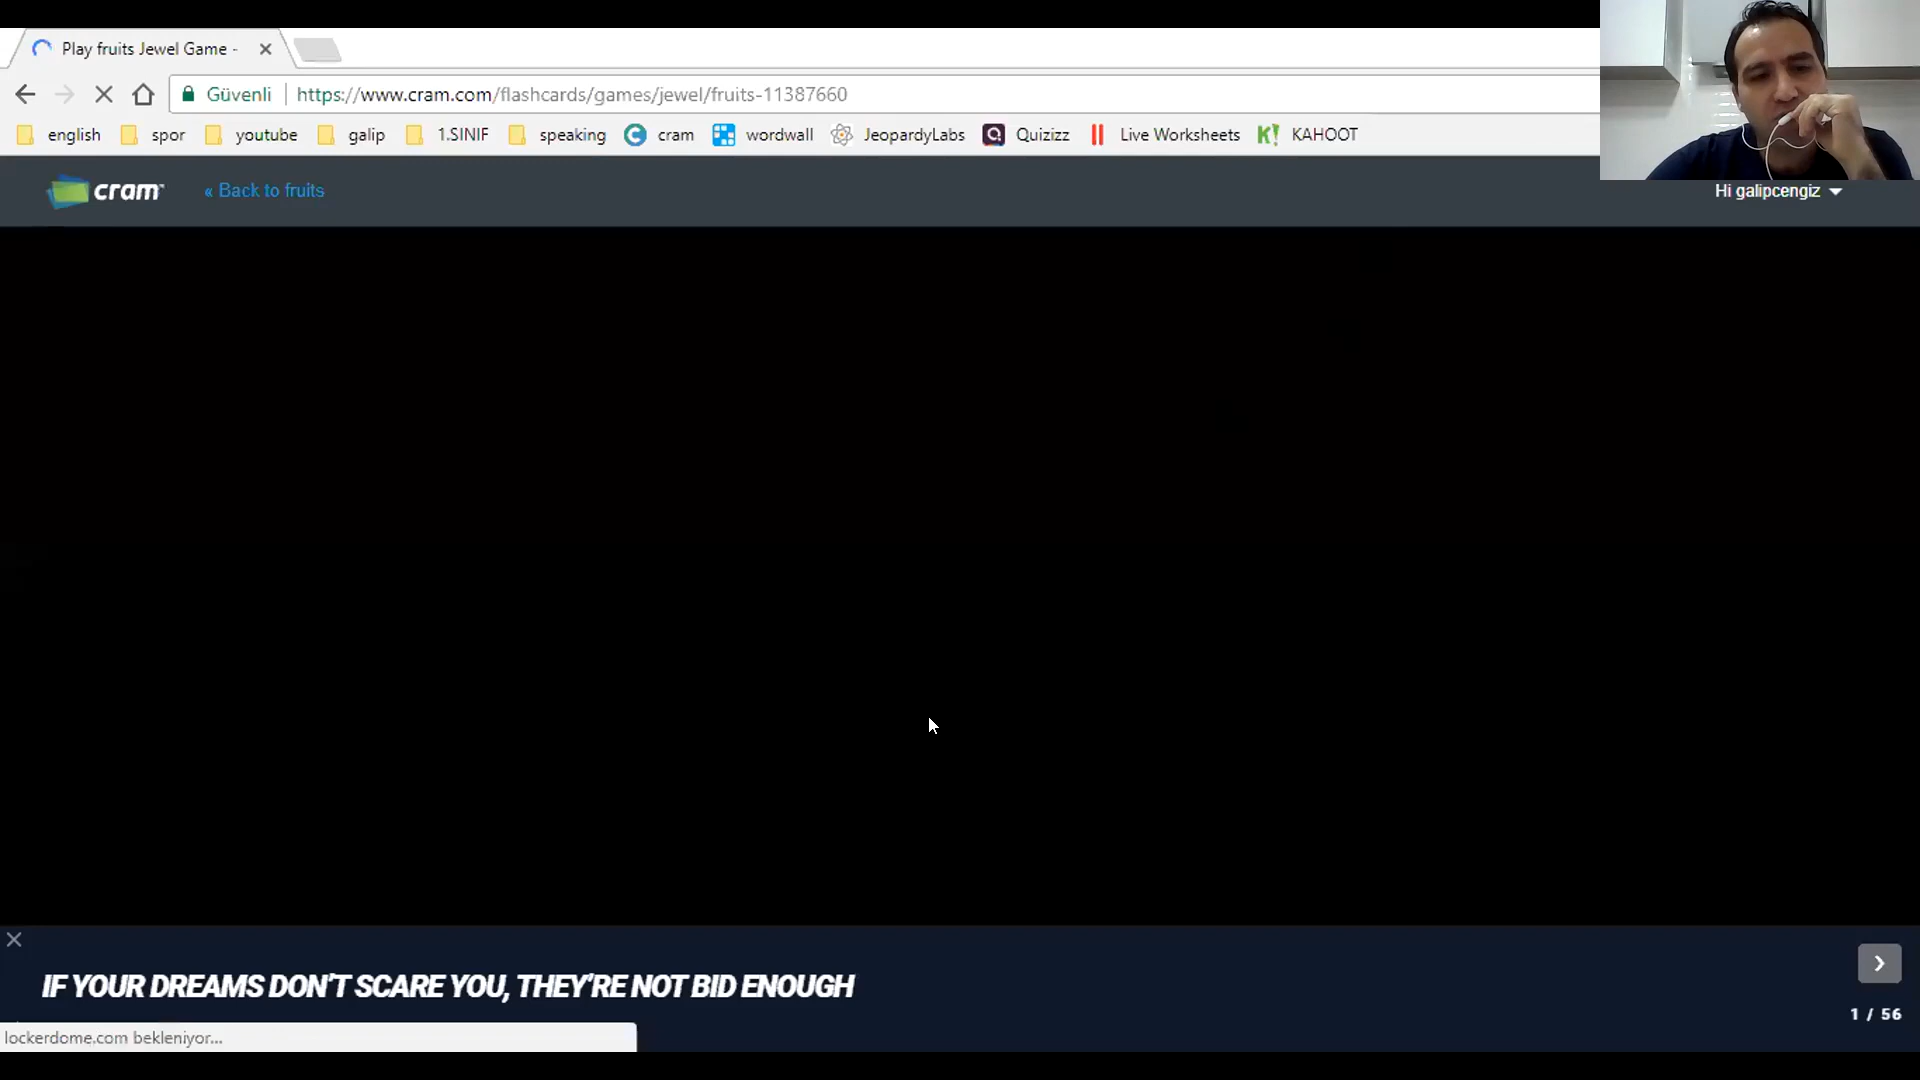 Play fruits Jewel Game -
Güvenli
https://www.cram.com/flashcards/games/jewel/fruits-11387660
english spor youtube galip 1.SINIF speaking cram wordwall JeopardyLabs Quizizz Live Worksheets KAHOOT
cram « Back to fruits Hi galipcengiz
IF YOUR DREAMS DON'T SCARE YOU, THEY'RE NOT BID ENOUGH
1 / 56
lockerdome.com bekleniyor...